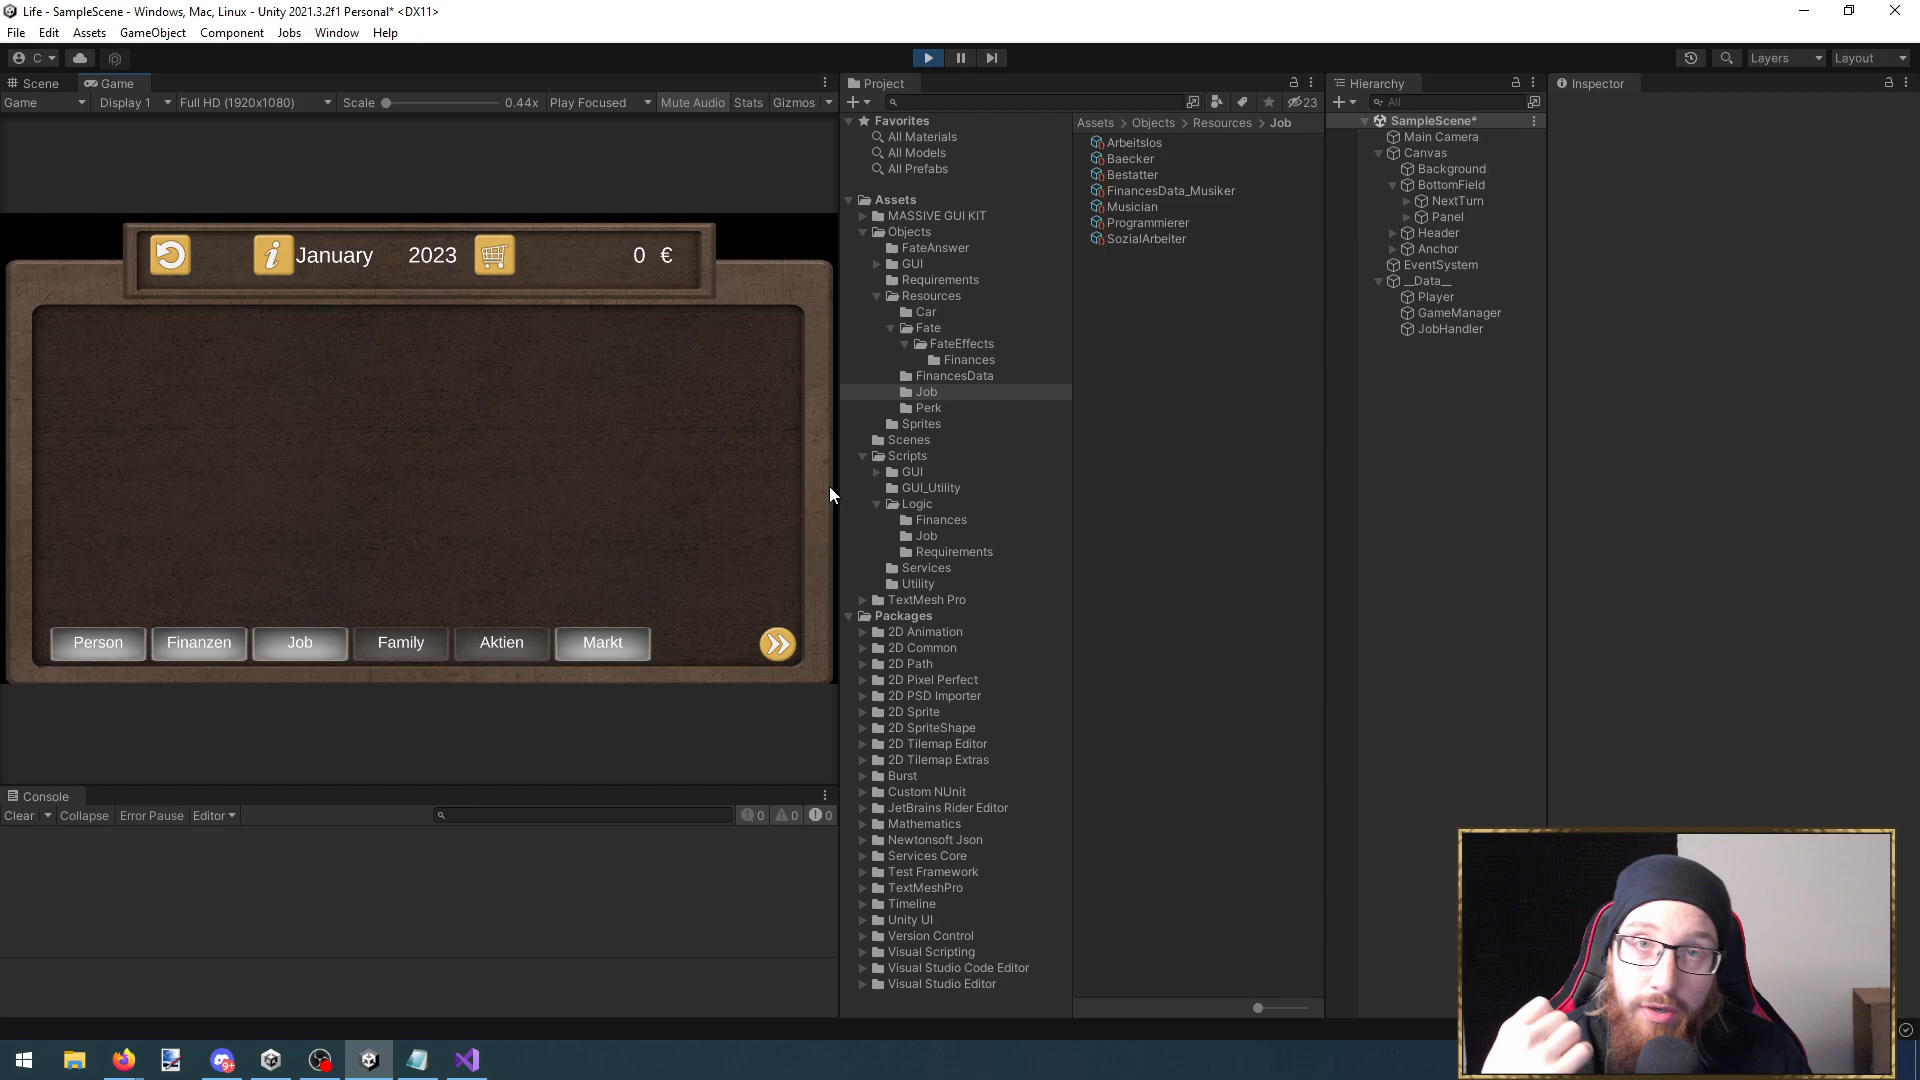 Life - SampleScene - Windows, Mac, Linux - Unity 2021.3.2f1 Personal* <DX11>
File Edit Assets GameObject Component Jobs Window Help
C
Layers Layout
Scene Game
Game Display 1 Full HD (1920x1080) Scale 0.44x Play Focused Mute Audio Stats Gizmos
January 2023 0 €
Person Finanzen Job Family Aktien Markt
Console
Clear Collapse Error Pause Editor 0 0 0
Project
23
Favorites
All Materials
All Models
All Prefabs
Assets
MASSIVE GUI KIT
Objects
FateAnswer
GUI
Requirements
Resources
Car
Fate
FateEffects
Finances
FinancesData
Job
Perk
Sprites
Scenes
Scripts
GUI
GUI_Utility
Logic
Finances
Job
Requirements
Services
Utility
TextMesh Pro
Packages
2D Animation
2D Common
2D Path
2D Pixel Perfect
2D PSD Importer
2D Sprite
2D SpriteShape
2D Tilemap Editor
2D Tilemap Extras
Burst
Custom NUnit
JetBrains Rider Editor
Mathematics
Newtonsoft Json
Services Core
Test Framework
TextMeshPro
Timeline
Unity UI
Version Control
Visual Scripting
Visual Studio Code Editor
Visual Studio Editor
Assets > Objects > Resources > Job
Arbeitslos
Baecker
Bestatter
FinancesData_Musiker
Musician
Programmierer
SozialArbeiter
Hierarchy
All
SampleScene*
Main Camera
Canvas
Background
BottomField
NextTurn
Panel
Header
Anchor
EventSystem
__Data__
Player
GameManager
JobHandler
Inspector
9+